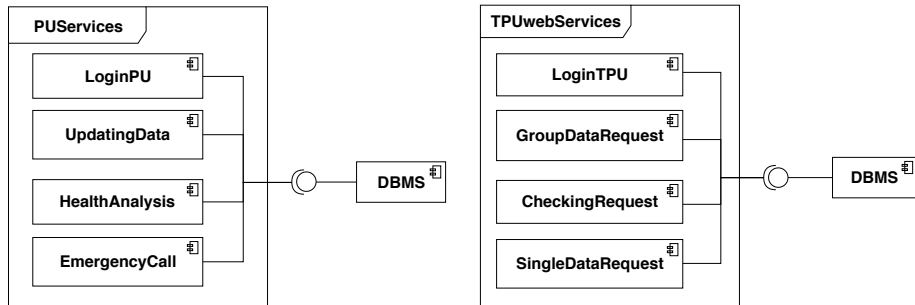 PUServices
LoginPU
UpdatingData
HealthAnalysis
EmergencyCall
DBMS
TPUwebServices
LoginTPU
GroupDataRequest
CheckingRequest
SingleDataRequest
DBMS